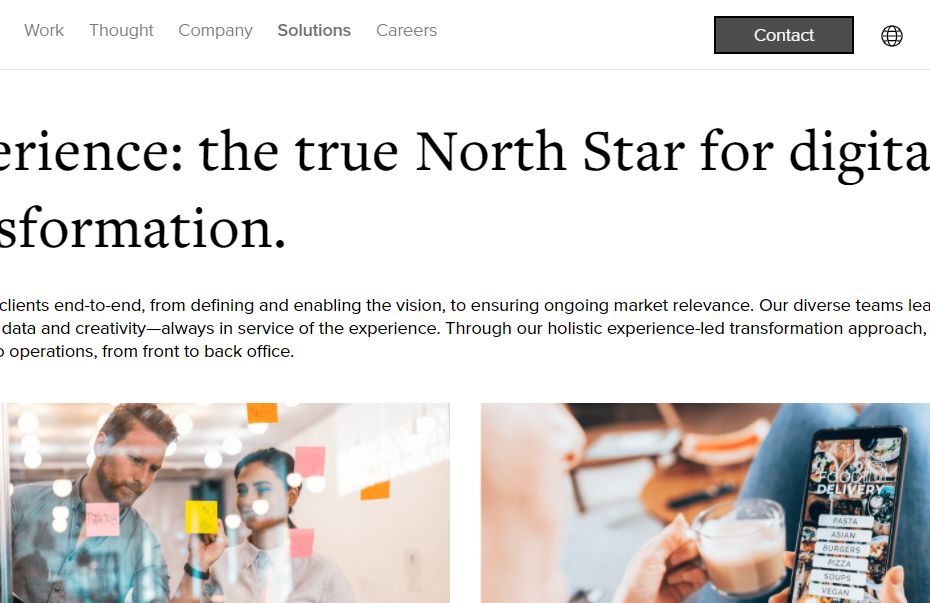 Work Thought Company Solutions Careers Contact
erience: the true North Star for digita
sformation.
clients end-to-end, from defining and enabling the vision, to ensuring ongoing market relevance. Our diverse teams lea
data and creativity—always in service of the experience. Through our holistic experience-led transformation approach,
o operations, from front to back office.
FOOD
DELIVERY
PASTA
ASIAN
BURGERS
PIZZA
SOUPS
VEGAN